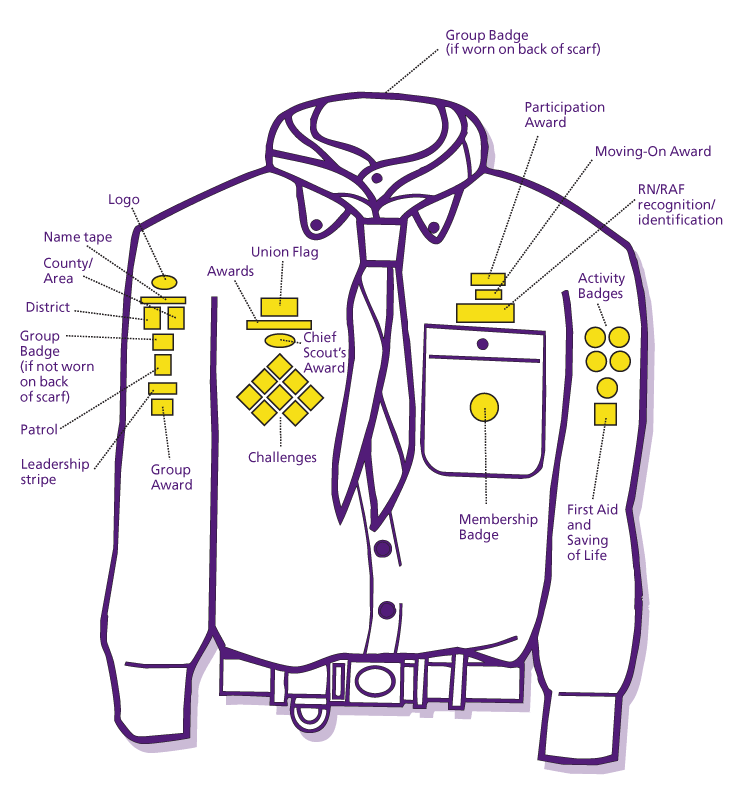 Group Badge
(if worn on back of scarf)
Participation
Award
Moving-On Award
RN/RAF
recognition/
identification
Logo
Name tape
County/
Area
District
Group
Badge
(if not worn
on back
of scarf)
Patrol
Leadership
stripe
Group
Award
Union Flag
Awards
Chief
Scout's
Award
Challenges
Activity
Badges
Membership
Badge
First Aid
and
Saving
of Life